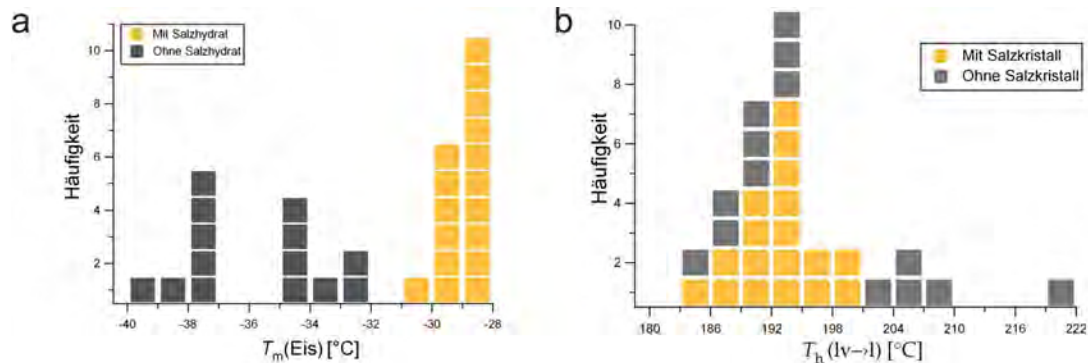 a
Mit Salzhydrat
Ohne Salzhydrat
Häufigkeit
10
8
6
4
2
-40 -38 -36 -34 -32 -30 -28
Tm(Eis) [°C]
b
Mit Salzkristall
Ohne Salzkristall
Häufigkeit
10
8
6
4
2
180 186 192 198 204 210 216 222
Th (lv→l) [°C]